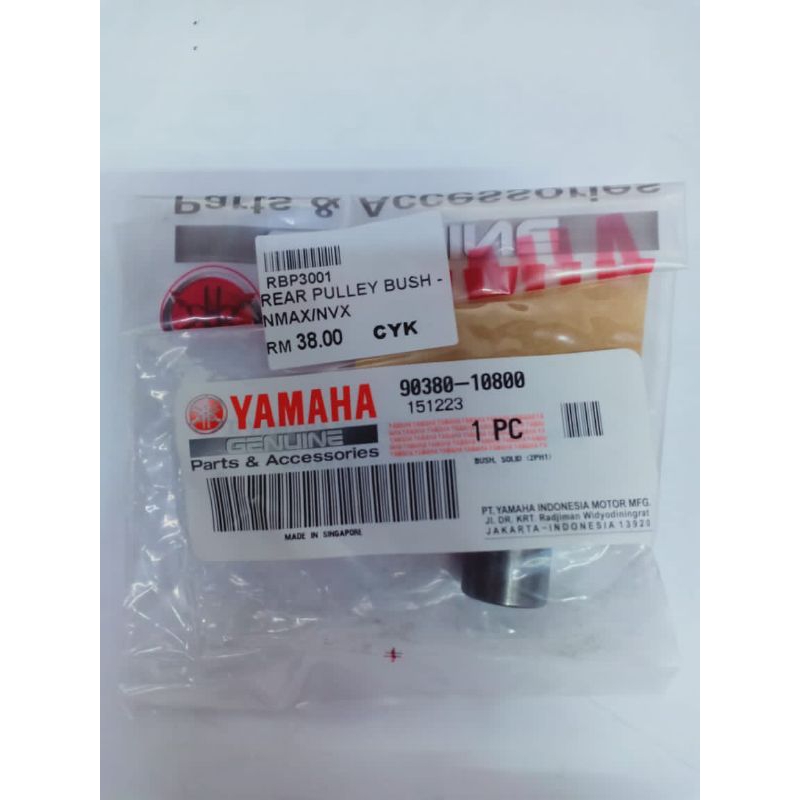 Parts & Accessories
GENUINE
RBP3001
REAR PULLEY BUSH -
NMAX/NVX
RM 38.00 CYK
YAMAHA
GENUINE
Parts & Accessories
90380-10800
151223
1 PC
BUSH, SOLID (2PH1)
MADE IN SINGAPORE
PT. YAMAHA INDONESIA MOTOR MFG.
Jl. DR. KRT. Radjiman Widyodiningrat
JAKARTA-INDONESIA 13920